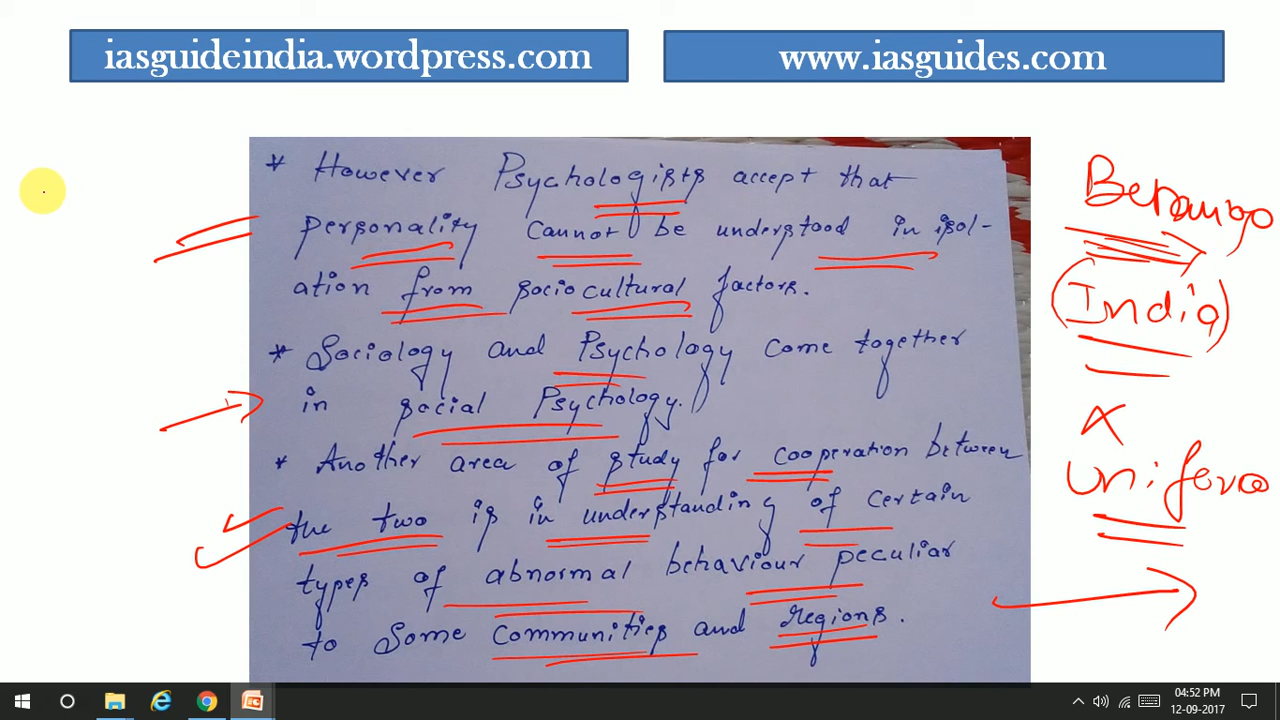 iasguideindia.wordpress.com
www.iasguides.com
* However Psychologists accept that
personality cannot be understood in isol-
ation from socio cultural factors.
* Sociology and Psychology come together
in social Psychology.
* Another area of study for cooperation between
the two is in understanding of certain
types of abnormal behaviour peculiar
to some communities and regions.
(India)
04:52 PM
12-09-2017